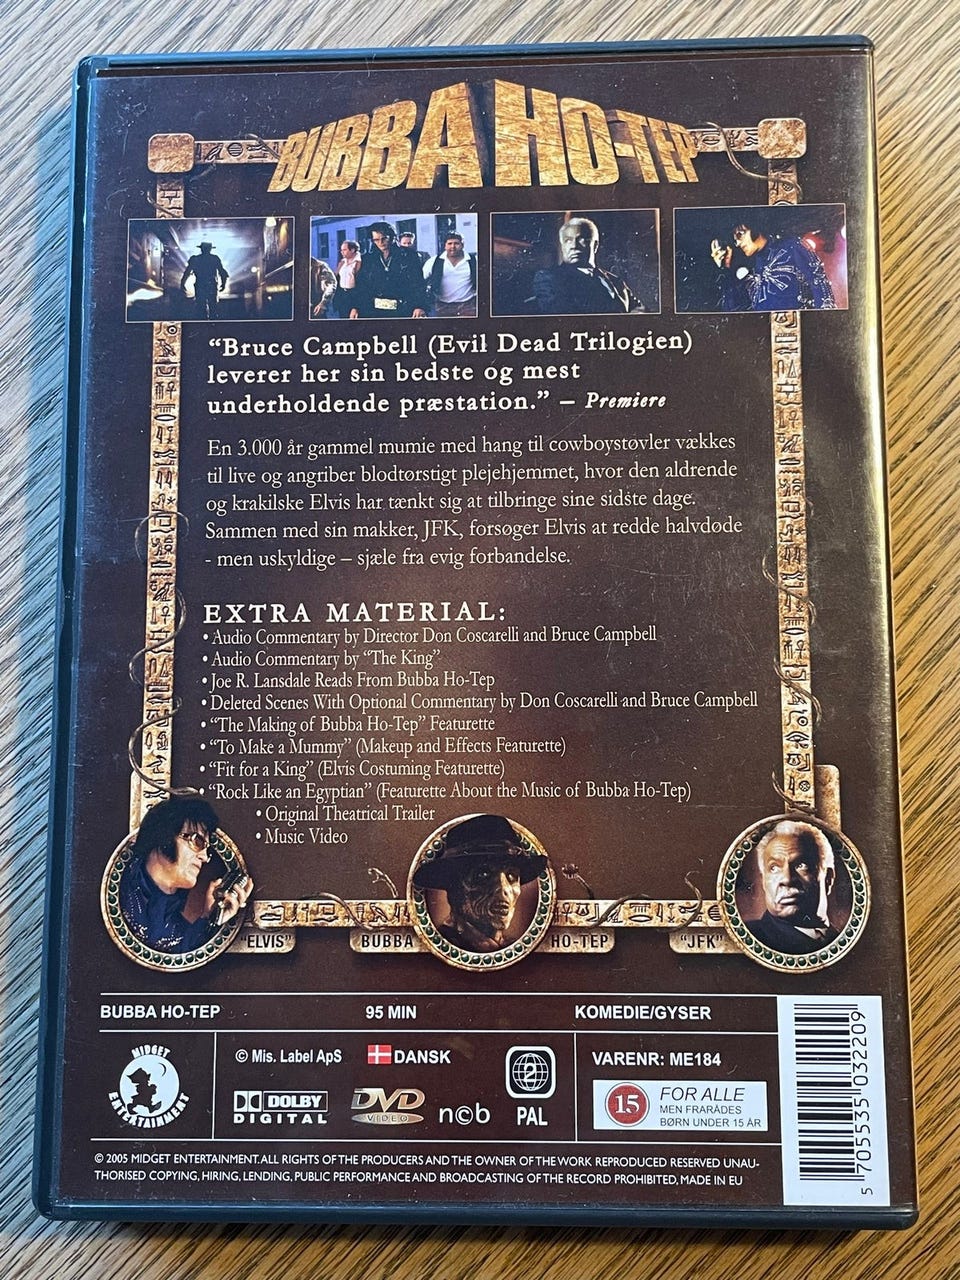 BUBBA HO-TEP
“Bruce Campbell (Evil Dead Trilogien)
leverer her sin bedste og mest
underholdende præstation.” – Premiere
En 3.000 år gammel mumie med hang til cowboystøvler vækkes
til live og angriber blodtørstigt plejehjemmet, hvor den aldrende
og krakilske Elvis har tænkt sig at tilbringe sine sidste dage.
Sammen med sin makker, JFK, forsøger Elvis at redde halvdøde
- men uskyldige – sjæle fra evig forbandelse.
EXTRA MATERIAL:
• Audio Commentary by Director Don Coscarelli and Bruce Campbell
• Audio Commentary by “The King”
• Joe R. Lansdale Reads From Bubba Ho-Tep
• Deleted Scenes With Optional Commentary by Don Coscarelli and Bruce Campbell
• “The Making of Bubba Ho-Tep” Featurette
• “To Make a Mummy” (Makeup and Effects Featurette)
• “Fit for a King” (Elvis Costuming Featurette)
• “Rock Like an Egyptian” (Featurette About the Music of Bubba Ho-Tep)
• Original Theatrical Trailer
• Music Video
“ELVIS” BUBBA HO-TEP “JFK”
BUBBA HO-TEP 95 MIN KOMEDIE/GYSER
MIDGET ENTERTAINMENT
© Mis. Label ApS DANSK
DOLBY DIGITAL
DVD VIDEO
ncb
2
PAL
VARENR: ME184
15 FOR ALLE
MEN FRARÅDES
BØRN UNDER 15 ÅR
5 705535 032209
© 2005 MIDGET ENTERTAINMENT. ALL RIGHTS OF THE PRODUCERS AND THE OWNER OF THE WORK REPRODUCED RESERVED UNAU-
THORISED COPYING, HIRING, LENDING, PUBLIC PERFORMANCE AND BROADCASTING OF THE RECORD PROHIBITED, MADE IN EU